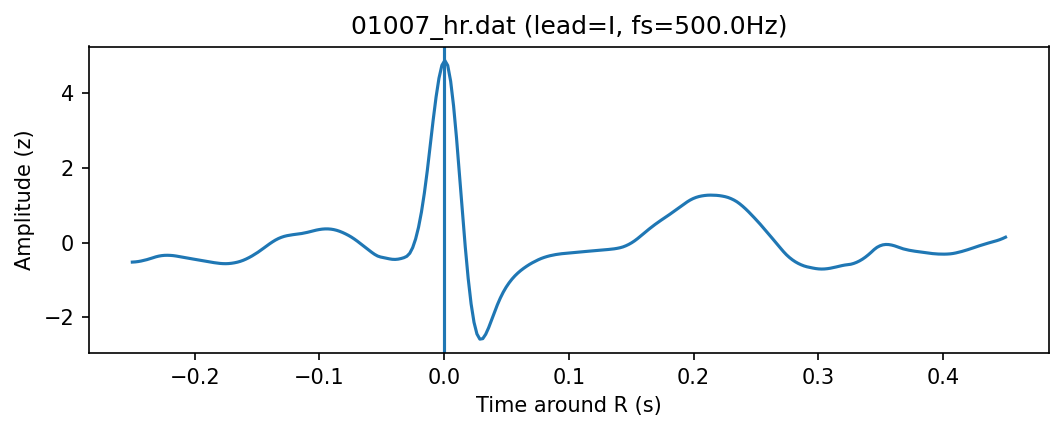 01007_hr.dat (lead=I, fs=500.0Hz)
Amplitude (z)
4
2
0
−2
−0.2 −0.1 0.0 0.1 0.2 0.3 0.4
Time around R (s)